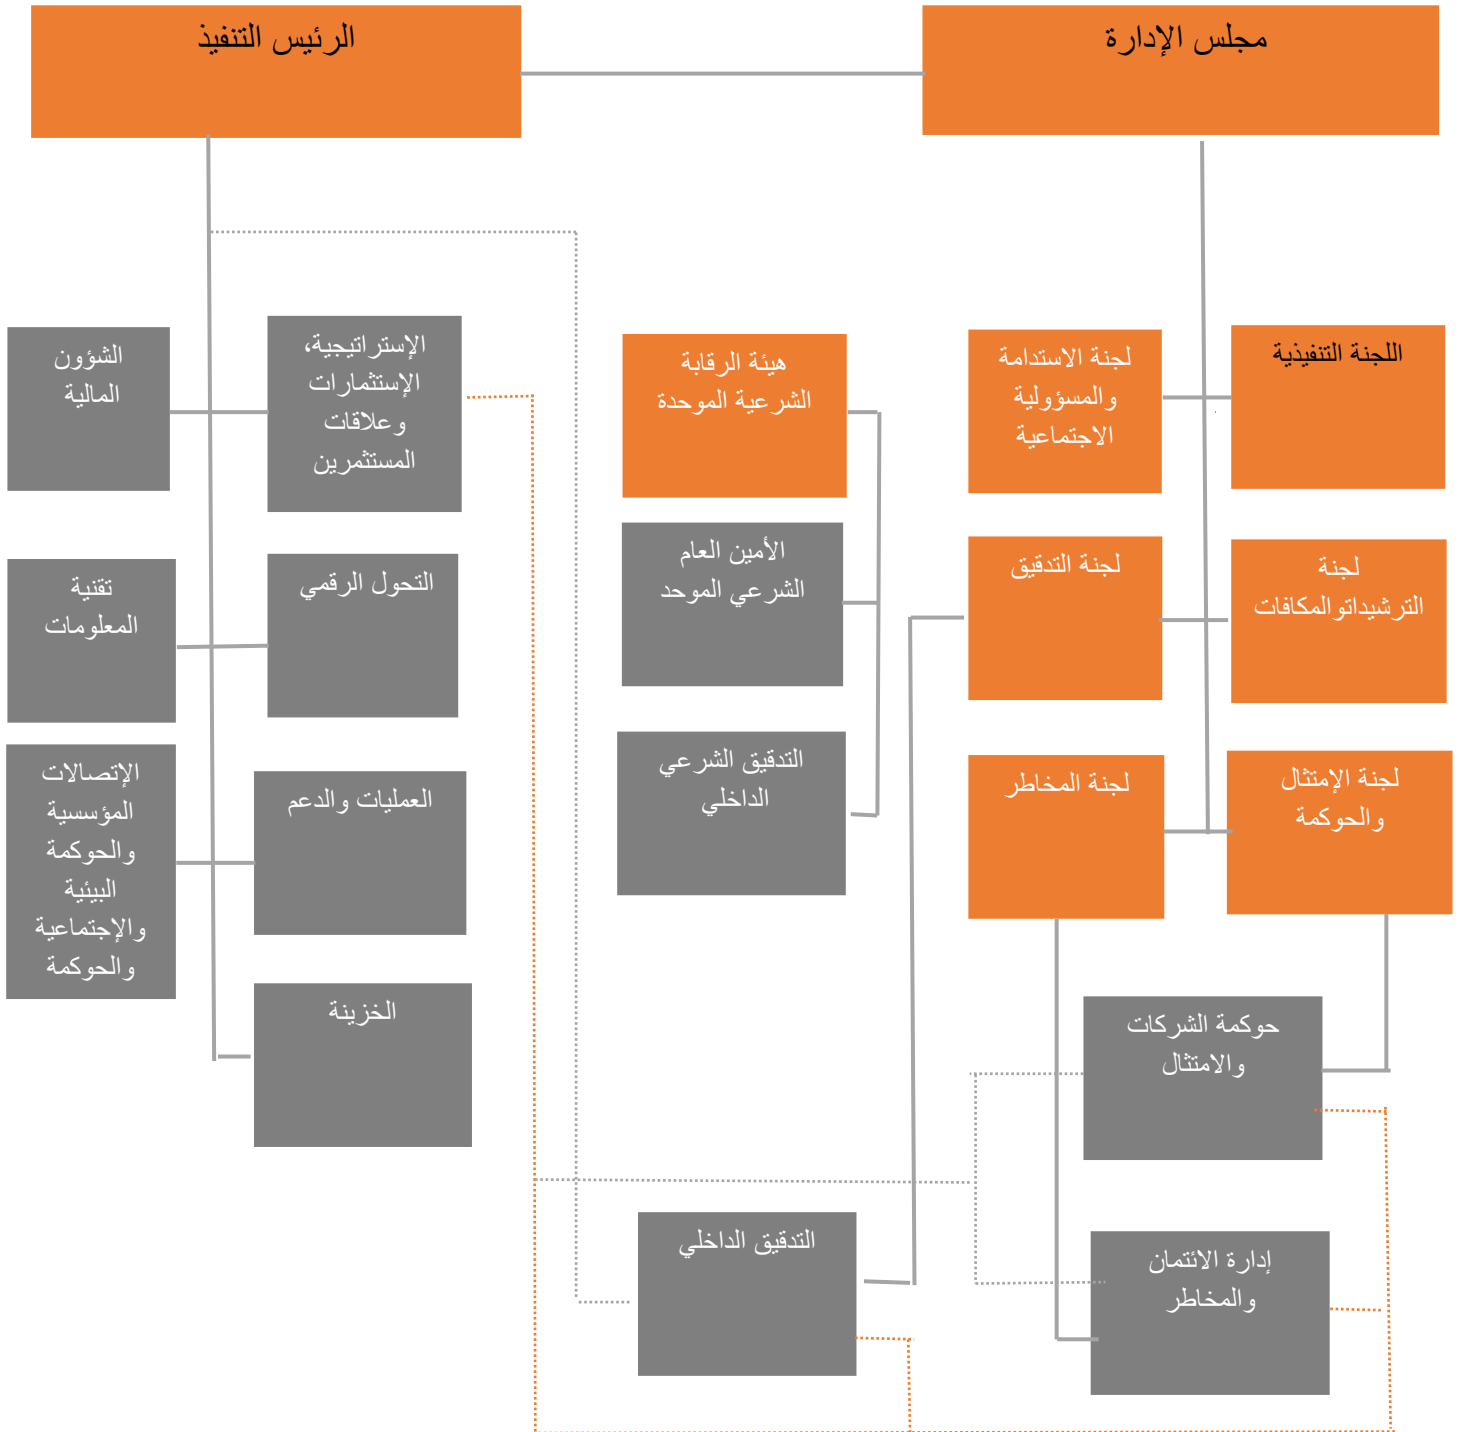 مجلس الإدارة
الرئيس التنفيذ
اللجنة التنفيذية
لجنة الاستدامة
والمسؤولية
الاجتماعية
هيئة الرقابة
الشرعية الموحدة
الإستراتيجية،
الإستثمارات
وعلاقات
المستثمرين
الشؤون
المالية
لجنة
الترشيداتوالمكافات
لجنة التدقيق
الأمين العام
الشرعي الموحد
التحول الرقمي
تقنية
المعلومات
لجنة الإمتثال
والحوكمة
لجنة المخاطر
التدقيق الشرعي
الداخلي
العمليات والدعم
الإتصالات
المؤسسية
والحوكمة
البيئية
والإجتماعية
والحوكمة
الخزينة
حوكمة الشركات
والامتثال
التدقيق الداخلي
إدارة الائتمان
والمخاطر